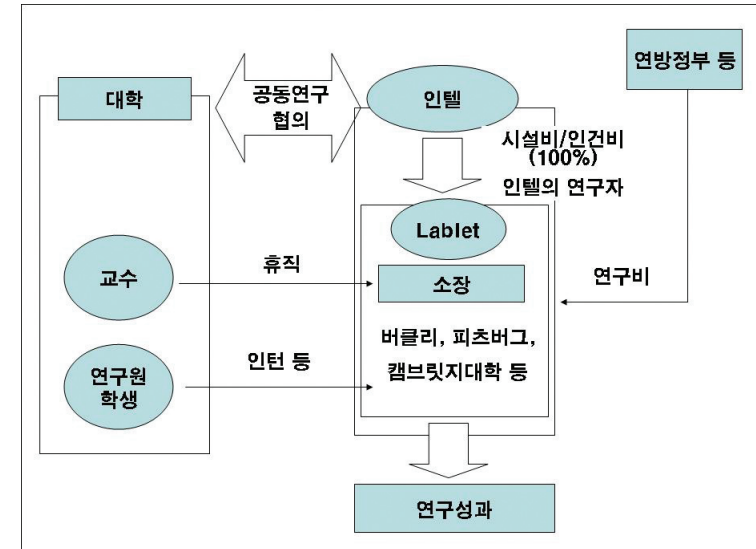 연방정부 등
대학
공동연구
협의
인텔
시설비/인건비
(100%)
인텔의 연구자
Lablet
교수
휴직
소장
연구비
버클리, 피츠버그,
캠브릿지대학 등
연구원
학생
인턴 등
연구성과